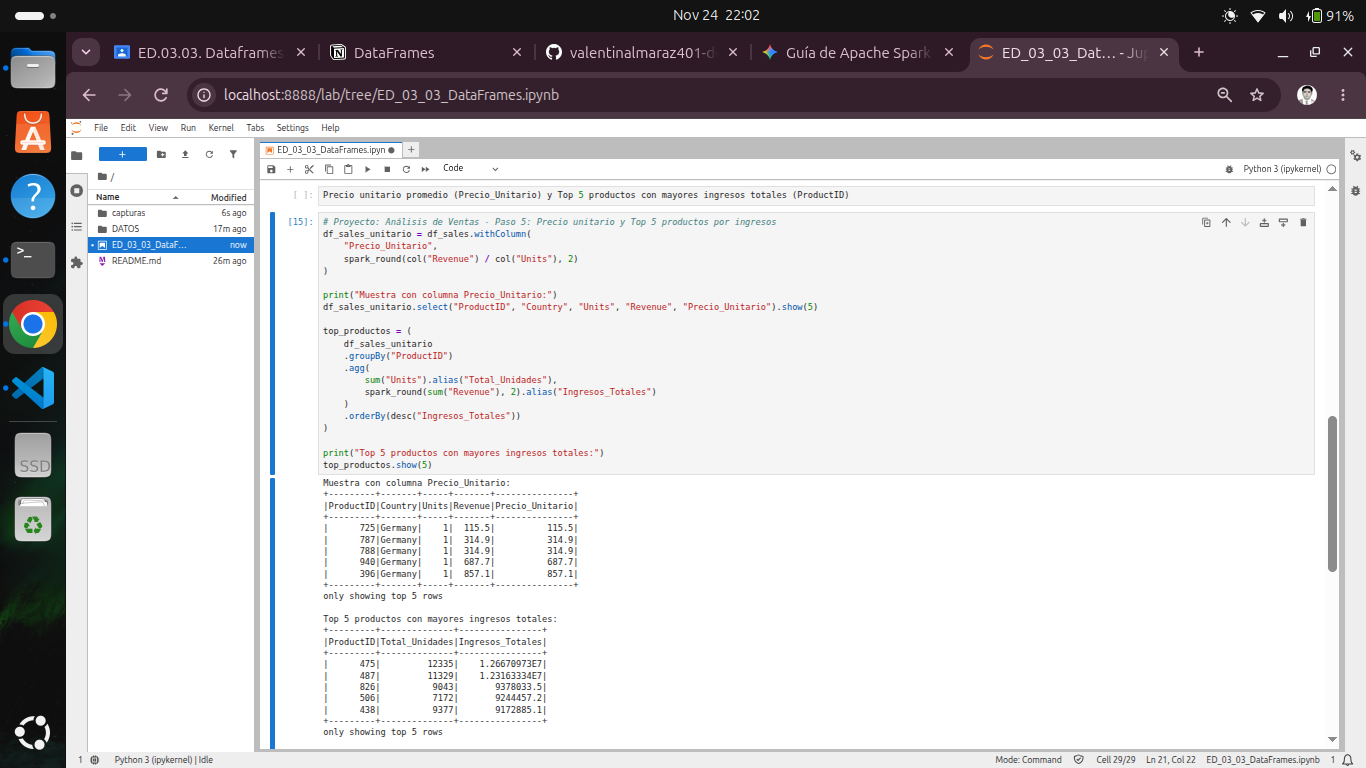 Nov 24 22:02
91%
ED.03.03. DataFrames
DataFrames
valentinalmaraz401-d
Guía de Apache Spark
ED_03_03_Dat… - Jup
localhost:8888/lab/tree/ED_03_03_DataFrames.ipynb
File Edit View Run Kernel Tabs Settings Help
ED_03_03_DataFrames.ipyn
Code
Python 3 (ipykernel)
/
Name Modified
capturas 6s ago
DATOS 17m ago
ED_03_03_DataF… now
README.md 26m ago
SSD
[ ]: Precio unitario promedio (Precio_Unitario) y Top 5 productos con mayores ingresos totales (ProductID)
[15]: # Proyecto: Análisis de Ventas - Paso 5: Precio unitario y Top 5 productos por ingresos
df_sales_unitario = df_sales.withColumn(
    "Precio_Unitario",
    spark_round(col("Revenue") / col("Units"), 2)
)
print("Muestra con columna Precio_Unitario:")
df_sales_unitario.select("ProductID", "Country", "Units", "Revenue", "Precio_Unitario").show(5)
top_productos = (
    df_sales_unitario
    .groupBy("ProductID")
    .agg(
        sum("Units").alias("Total_Unidades"),
        spark_round(sum("Revenue"), 2).alias("Ingresos_Totales")
    )
    .orderBy(desc("Ingresos_Totales"))
)
print("Top 5 productos con mayores ingresos totales:")
top_productos.show(5)
Muestra con columna Precio_Unitario:
+---------+-------+-----+-------+---------------+
|ProductID|Country|Units|Revenue|Precio_Unitario|
+---------+-------+-----+-------+---------------+
|      725|Germany|    1|  115.5|          115.5|
|      787|Germany|    1|  314.9|          314.9|
|      788|Germany|    1|  314.9|          314.9|
|      940|Germany|    1|  687.7|          687.7|
|      396|Germany|    1|  857.1|          857.1|
+---------+-------+-----+-------+---------------+
only showing top 5 rows
Top 5 productos con mayores ingresos totales:
+---------+--------------+----------------+
|ProductID|Total_Unidades|Ingresos_Totales|
+---------+--------------+----------------+
|      475|         12335|    1.26670973E7|
|      487|         11329|    1.23163334E7|
|      826|          9043|       9378033.5|
|      506|          7172|       9244457.2|
|      438|          9377|       9172885.1|
+---------+--------------+----------------+
only showing top 5 rows
1 Python 3 (ipykernel) | Idle Mode: Command Cell 29/29 Ln 21, Col 22 ED_03_03_DataFrames.ipynb 1